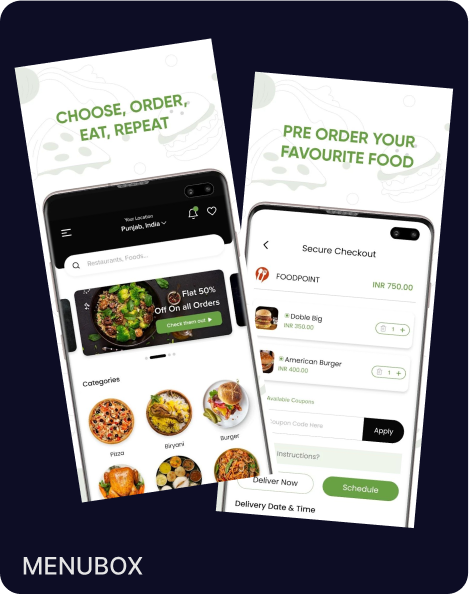 CHOOSE, ORDER,
EAT, REPEAT
Your Location
Punjab, India
Restaurants, Foods...
Flat 50%
Off On all Orders
Check them out
Categories
Pizza
Biryani
Burger
PRE ORDER YOUR
FAVOURITE FOOD
Secure Checkout
FOODPOINT
INR 750.00
Doble Big
INR 350.00
1 +
American Burger
INR 400.00
1 +
Available Coupons
Coupon Code Here
Apply
Instructions?
Deliver Now
Schedule
Delivery Date & Time
MENUBOX